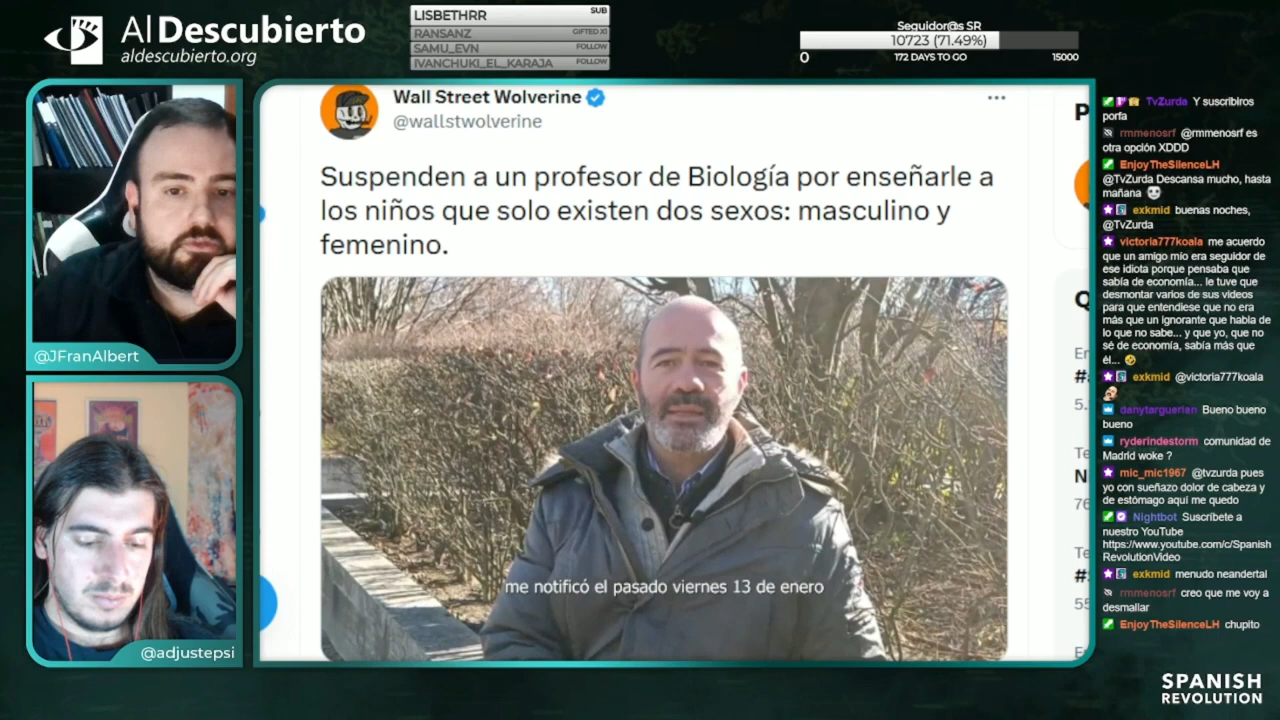 Al Descubierto
aldescubierto.org
LISBETHRR SUB
RANSANZ GIFTED X1
SAMU_EVN FOLLOW
IVANCHUKI_EL_KARAJA FOLLOW
Seguidor@s SR
10723 (71.49%)
0 172 DAYS TO GO 15000
@JFranAlbert
@adjustepsi
Wall Street Wolverine
@wallstwolverine
Suspenden a un profesor de Biología por enseñarle a
los niños que solo existen dos sexos: masculino y
femenino.
me notificó el pasado viernes 13 de enero
P
Q
#
5.
N
76
#
55
TvZurda Y suscribiros
porfa
rmmenosrf @rmmenosrf es
otra opción XDDD
EnjoyTheSilenceLH
@TvZurda Descansa mucho, hasta
mañana
exkmid buenas noches,
@TvZurda
victoria777koala me acuerdo
que un amigo mío era seguidor de
ese idiota porque pensaba que
sabía de economía... le tuve que
desmontar varios de sus videos
para que entendiese que no era
más que un ignorante que habla de
lo que no sabe... y que yo, que no
sé de economía, sabía más que
él...
exkmid @victoria777koala
danytarguerian Bueno bueno
bueno
ryderindestorm comunidad de
Madrid woke ?
mic_mic1967 @tvzurda pues
yo con sueñazo dolor de cabeza y
de estómago aquí me quedo
Nightbot Suscríbete a
nuestro YouTube
https://www.youtube.com/c/Spanish
RevolutionVideo
exkmid menudo neandertal
rmmenosrf creo que me voy a
desmallar
EnjoyTheSilenceLH chupito
SPANISH
REVOLUTION